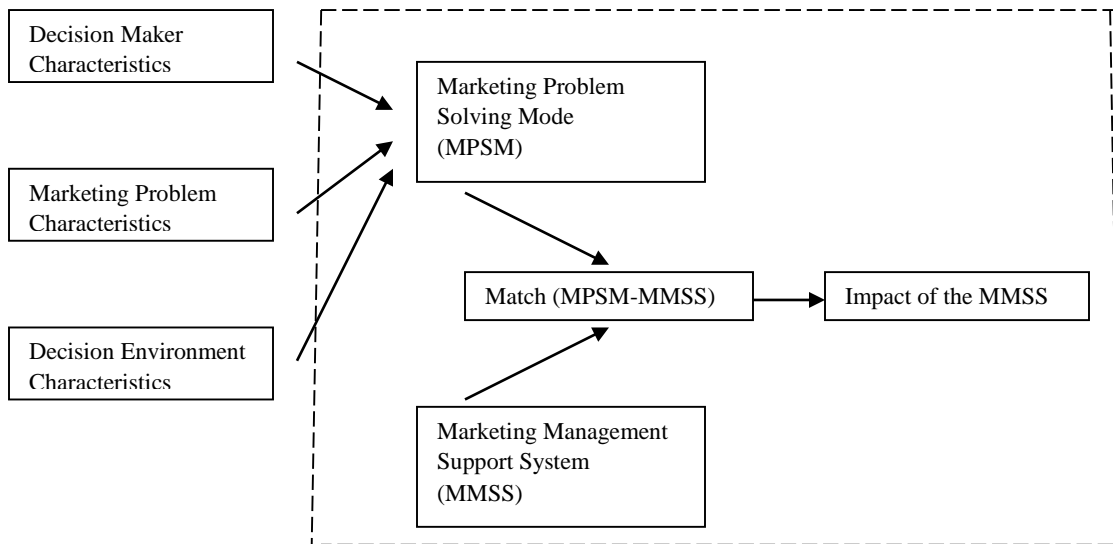 Decision Maker
Characteristics
Marketing Problem
Solving Mode
(MPSM)
Marketing Problem
Characteristics
Match (MPSM-MMSS)
Impact of the MMSS
Decision Environment
Characteristics
Marketing Management
Support System
(MMSS)